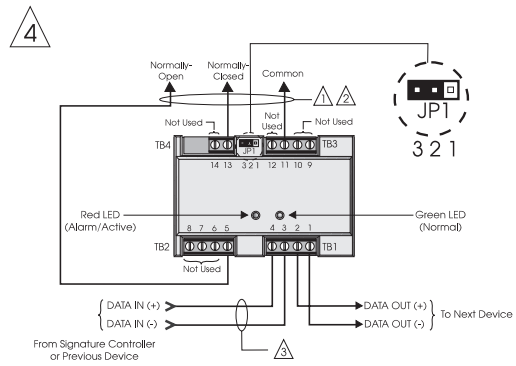 4
Normally-
Open
Normally-
Closed
Common
1 2
JP1
3 2 1
Not Used
Not
Used
Not Used
TB4
JP1
TB3
14 13 3 2 1 12 11 10 9
Red LED
(Alarm/Active)
Green LED
(Normal)
8 7 6 5 4 3 2 1
TB2
TB1
Not Used
DATA IN (+)
DATA OUT (+)
To Next Device
DATA IN (-)
DATA OUT (-)
From Signature Controller
or Previous Device
3